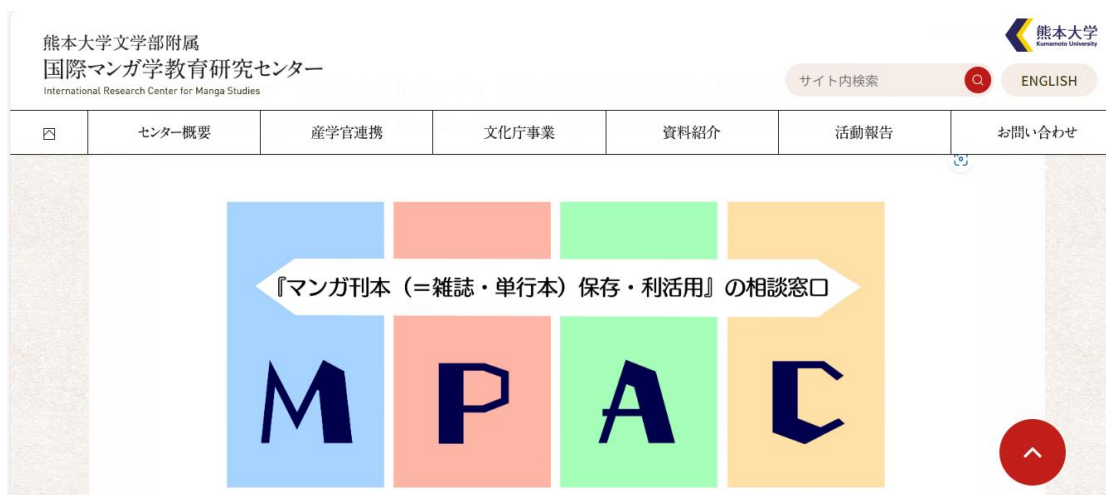 熊本大学文学部附属
国際マンガ学教育研究センター
International Research Center for Manga Studies
熊本大学
Kumamoto University
サイト内検索
ENGLISH
センター概要
産学官連携
文化庁事業
資料紹介
活動報告
お問い合わせ
『マンガ刊本（=雑誌・単行本）保存・利活用』の相談窓口
MPAC